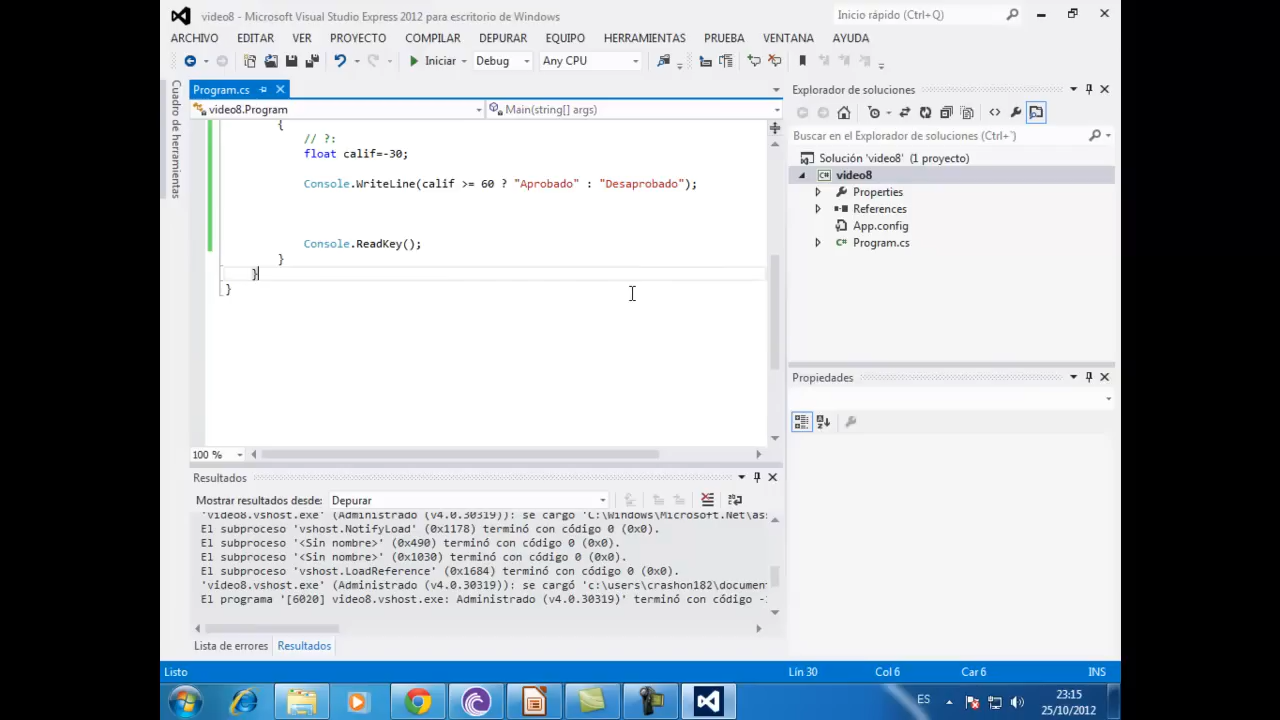 video8 - Microsoft Visual Studio Express 2012 para escritorio de Windows
Inicio rápido (Ctrl+Q)
ARCHIVO EDITAR VER PROYECTO COMPILAR DEPURAR EQUIPO HERRAMIENTAS PRUEBA VENTANA AYUDA
Iniciar Debug Any CPU
Cuadro de herramientas
Program.cs
video8.Program Main(string[] args)
{
// ?:
float calif=-30;
Console.WriteLine(calif >= 60 ? "Aprobado" : "Desaprobado");
Console.ReadKey();
}
}
}
100 %
Explorador de soluciones
Buscar en el Explorador de soluciones (Ctrl+`)
Solución 'video8' (1 proyecto)
video8
Properties
References
App.config
Program.cs
Propiedades
Resultados
Mostrar resultados desde: Depurar
'video8.vshost.exe' (Administrado (v4.0.30319)): se cargó 'C:\Windows\Microsoft.Net\as
El subproceso 'vshost.NotifyLoad' (0x1178) terminó con código 0 (0x0).
El subproceso '<Sin nombre>' (0x490) terminó con código 0 (0x0).
El subproceso '<Sin nombre>' (0x1030) terminó con código 0 (0x0).
El subproceso 'vshost.LoadReference' (0x1684) terminó con código 0 (0x0).
'video8.vshost.exe' (Administrado (v4.0.30319)): se cargó 'c:\users\crashon182\documen
El programa '[6020] video8.vshost.exe: Administrado (v4.0.30319)' terminó con código -
Lista de errores Resultados
Listo Lín 30 Col 6 Car 6 INS
ES
23:15
25/10/2012